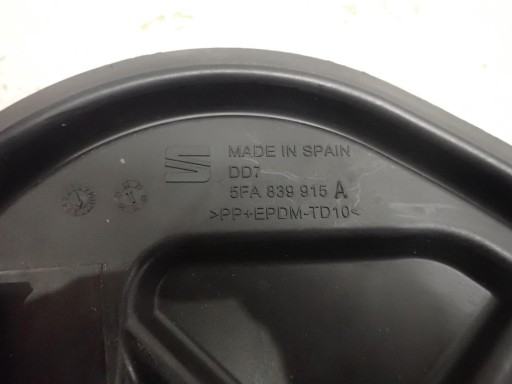 MADE IN SPAIN
DD7
5FA 839 915 A
>PP+EPDM-TD10<